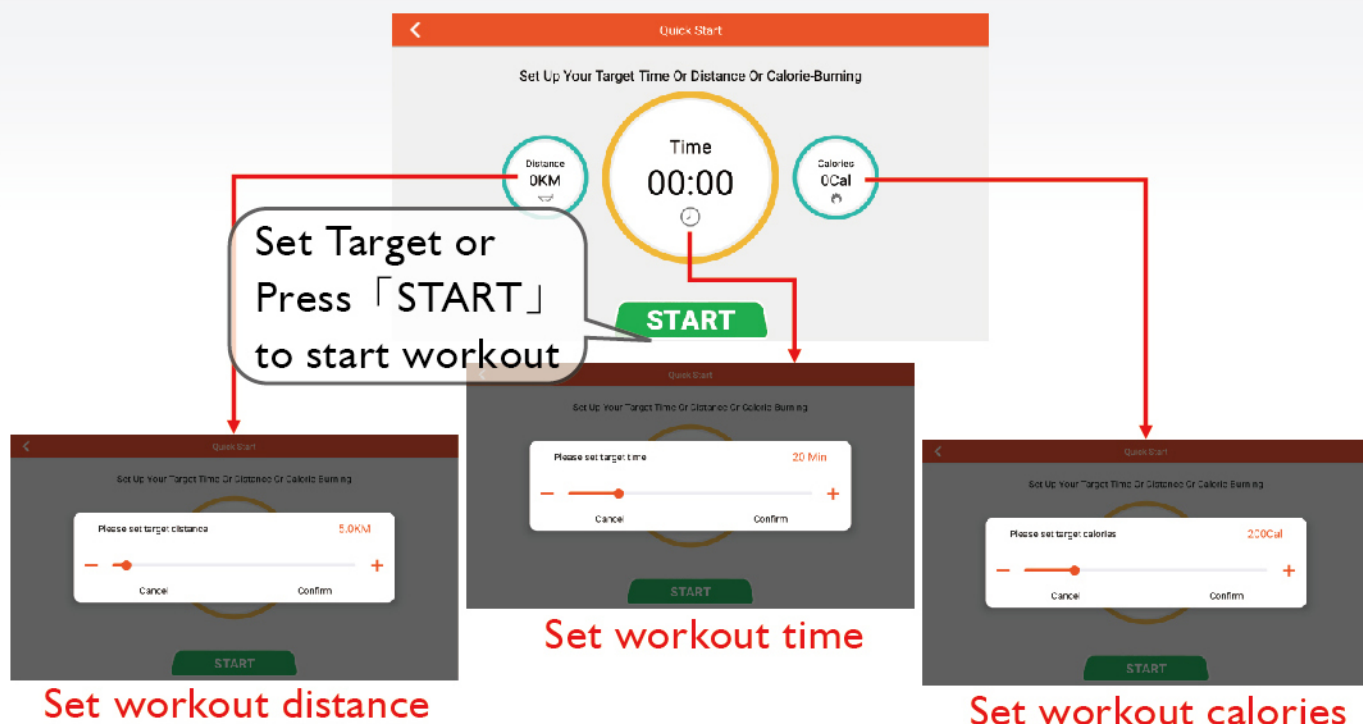 Quick Start
Set Up Your Target Time Or Distance Or Calorie-Burning
Distance
0KM
Time
00:00
Calories
0Cal
Set Target or
Press「START」
to start workout
START
Quick Start
Set Up Your Target Time Or Distance Or Calorie Burning
Please set target distance
5.0KM
Cancel
Confirm
START
Set workout distance
Quick Start
Set Up Your Target Time Or Distance Or Calorie Burning
Please set target time
20 Min
Cancel
Confirm
START
Set workout time
Quick Start
Set Up Your Target Time Or Distance Or Calorie Burning
Please set target calories
200Cal
Cancel
Confirm
START
Set workout calories